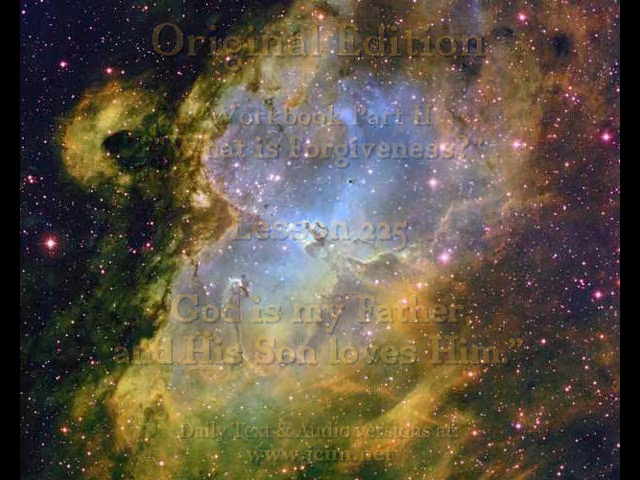 Original Edition
Workbook Part II
"What is Forgiveness?"
Lesson 225
God is my Father
and His Son loves Him."
Daily Text & Audio versions at:
www.jcim.net